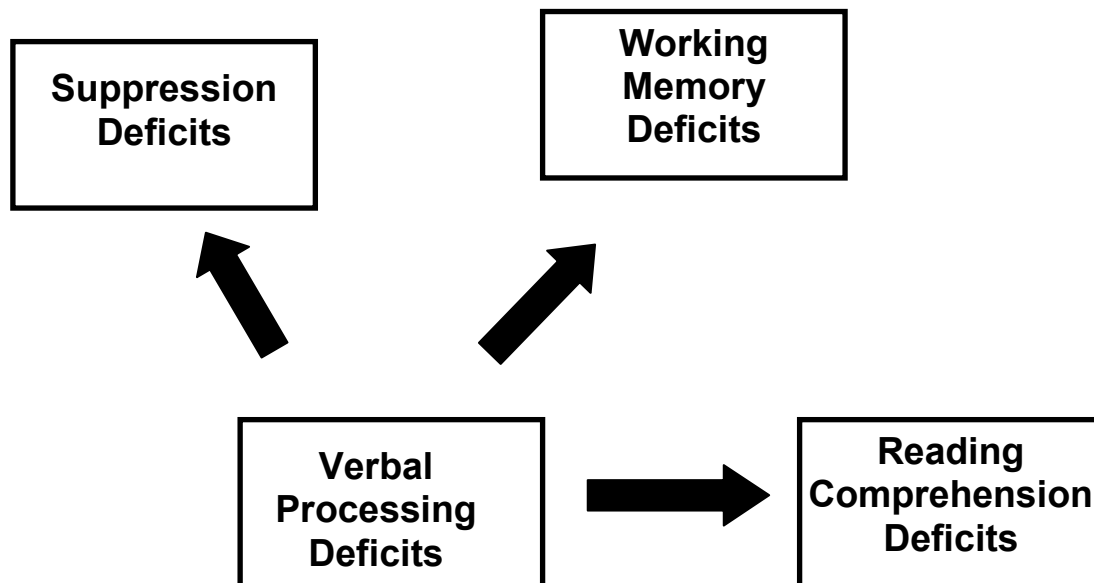 Suppression
Deficits
Working
Memory
Deficits
Verbal
Processing
Deficits
Reading
Comprehension
Deficits